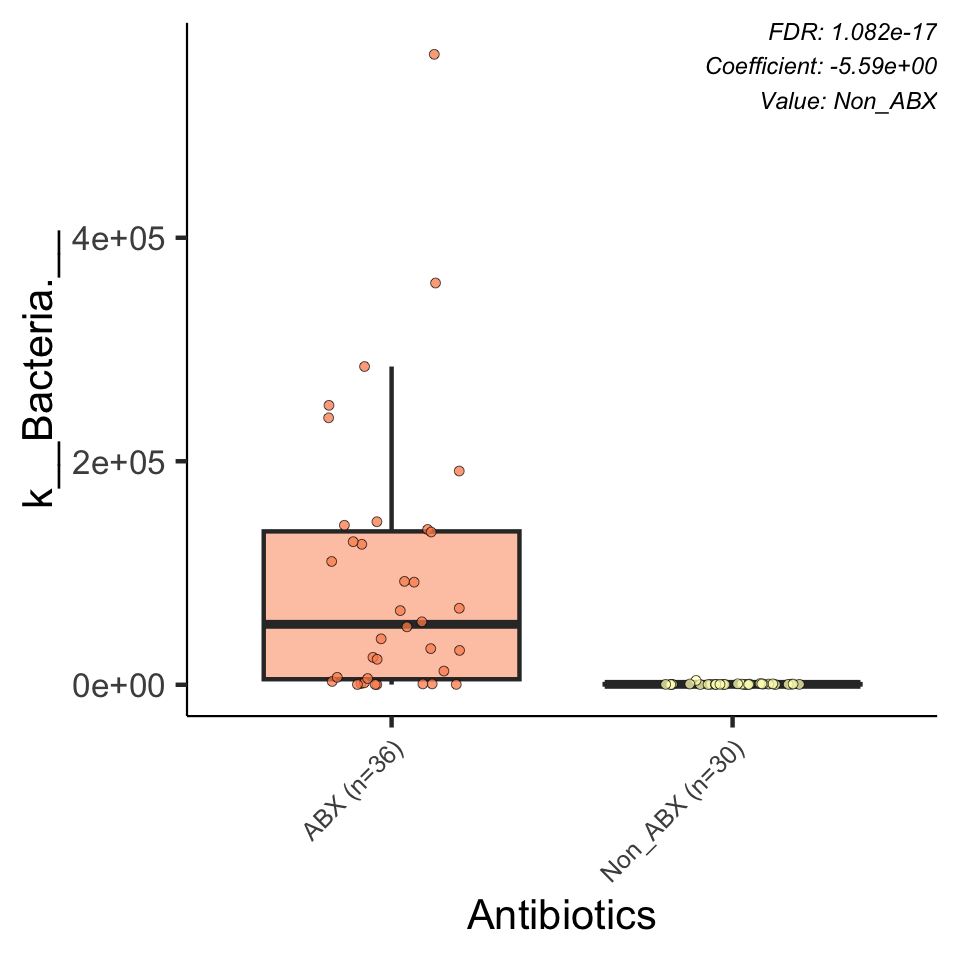 FDR: 1.082e-17
Coefficient: -5.59e+00
Value: Non_ABX
k__Bacteria.__
4e+05
2e+05
0e+00
ABX (n=36)
Non_ABX (n=30)
Antibiotics